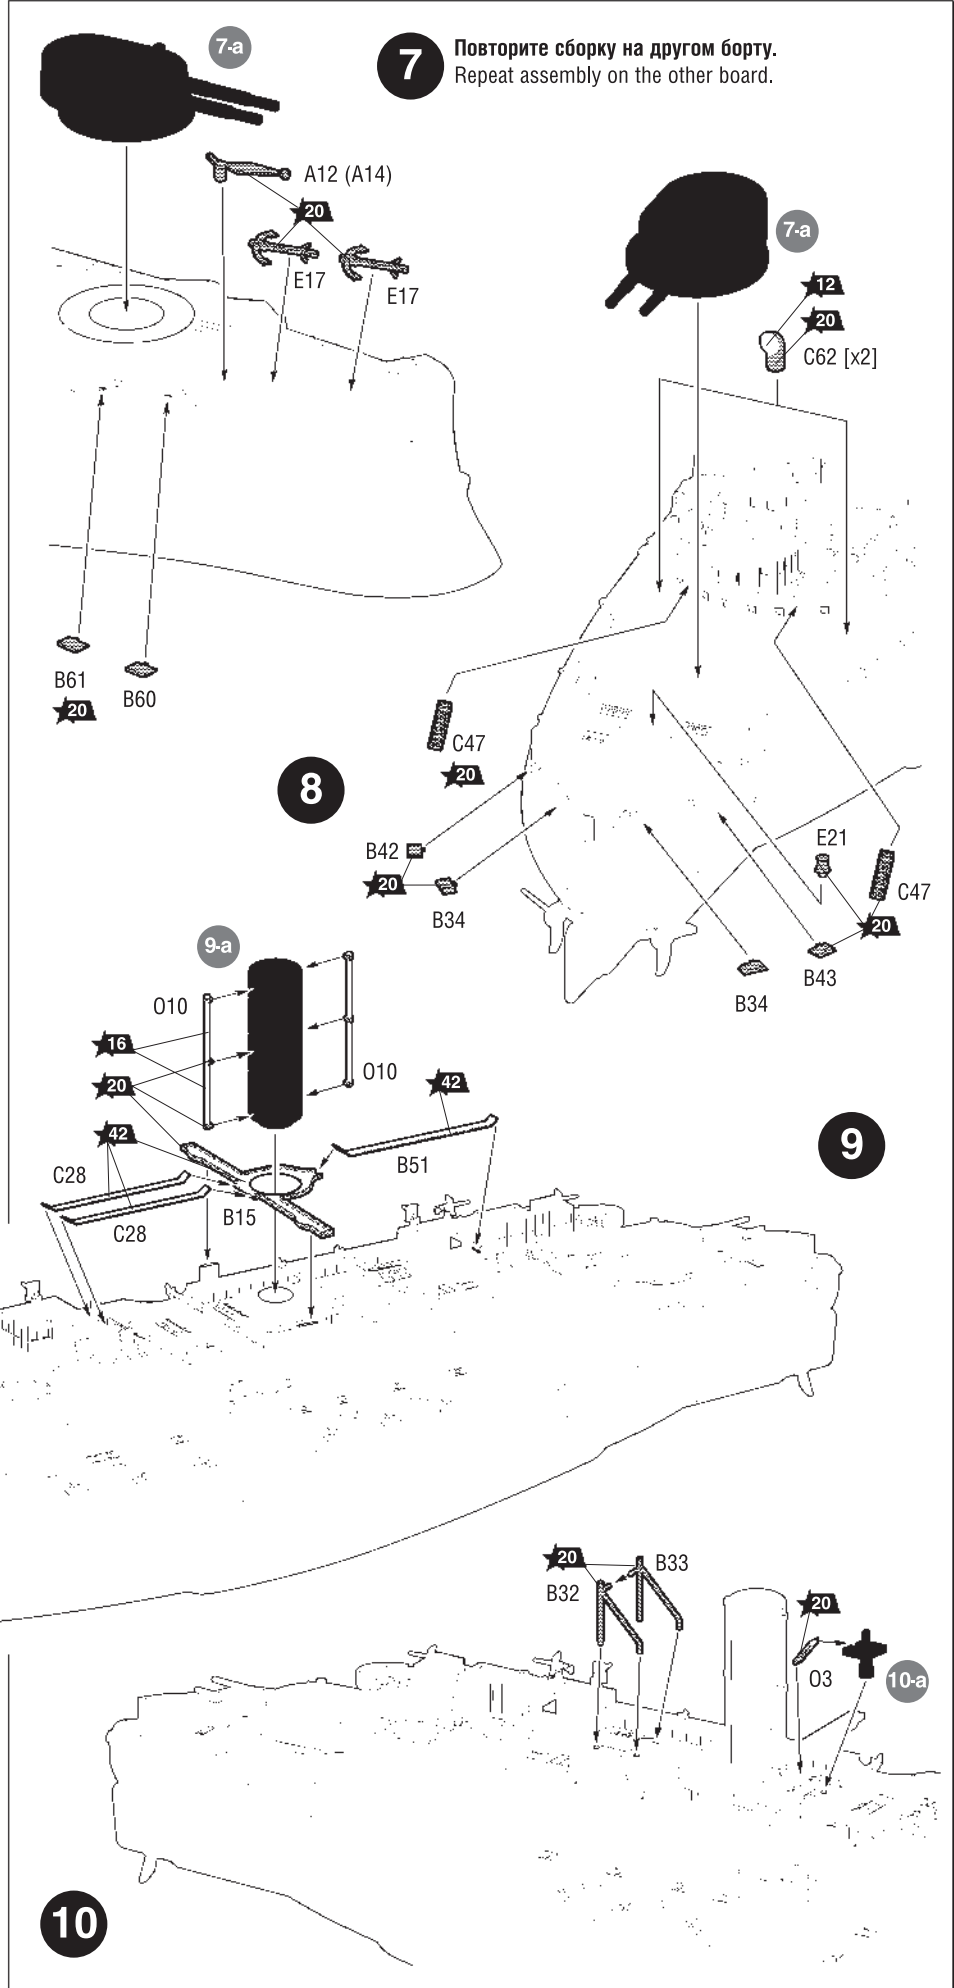 7-a
7
Повторите сборку на другом борту.
Repeat assembly on the other board.
A12 (A14)
20
E17
E17
B61
20
B60
7-a
12
20
C62 [x2]
C47
20
8
B42
20
B34
E21
C47
20
B43
B34
9-a
O10
16
20
42
O10
42
B51
C28
C28
B15
9
20
B33
B32
20
O3
10-a
10